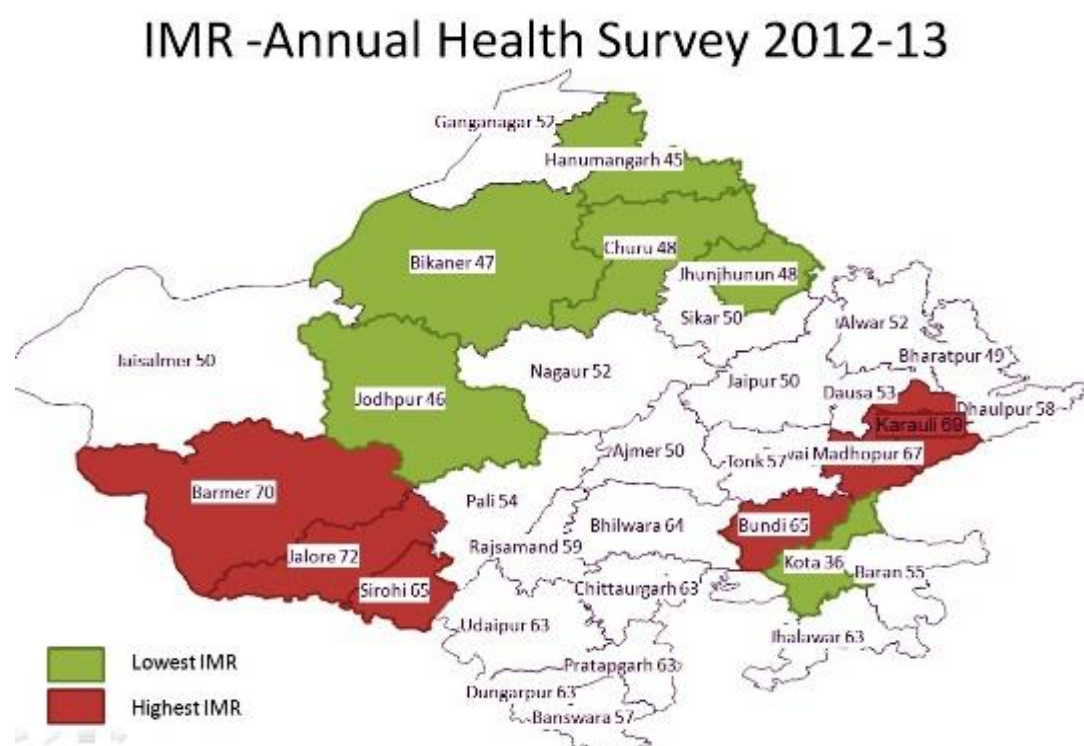 IMR -Annual Health Survey 2012-13
Ganganagar 52
Hanumangarh 45
Churu 48
Bikaner 47
Jhunjhunun 48
Sikar 50
Alwar 52
Jaisalmer 50
Bharatpur 49
Nagaur 52
Jaipur 50
Dausa 53
Jodhpur 46
Dhaulpur 58
Karauli 69
Ajmer 50
Tonk 57
vai Madhopur 67
Barmer 70
Pali 54
Bhilwara 64
Bundi 65
Rajsamand 59
Jalore 72
Kota 36
Baran 55
Sirohi 65
Chittaurgarh 63
Udaipur 63
Jhalawar 63
Lowest IMR
Pratapgarh 63
Dungarpur 63
Highest IMR
Banswara 57